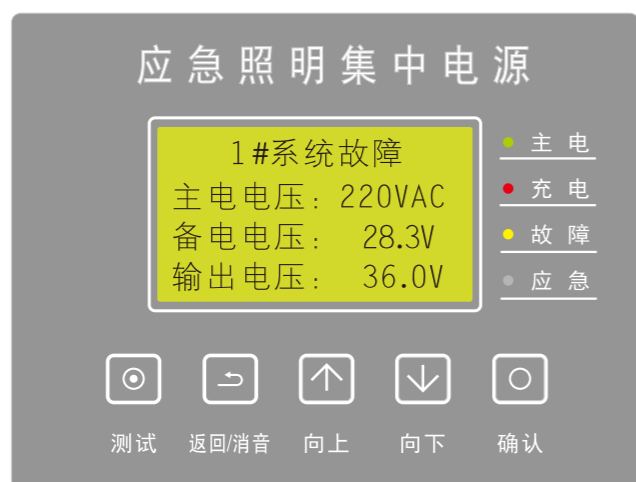 应急照明集中电源
1#系统故障
主电电压: 220VAC
备电电压: 28.3V
输出电压: 36.0V
主电
充电
故障
应急
测试 返回/消音 向上 向下 确认